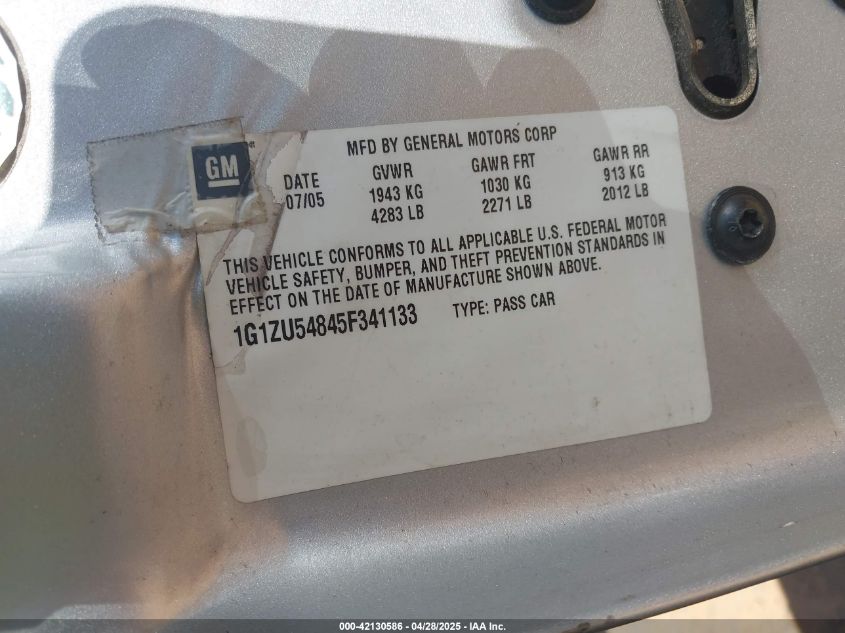 MFD BY GENERAL MOTORS CORP
GM
DATE GVWR GAWR FRT GAWR RR
07/05 1943 KG 1030 KG 913 KG
4283 LB 2271 LB 2012 LB
THIS VEHICLE CONFORMS TO ALL APPLICABLE U.S. FEDERAL MOTOR
VEHICLE SAFETY, BUMPER, AND THEFT PREVENTION STANDARDS IN
EFFECT ON THE DATE OF MANUFACTURE SHOWN ABOVE.
1G1ZU54845F341133 TYPE: PASS CAR
000-42130586 - 04/28/2025 - IAA Inc.